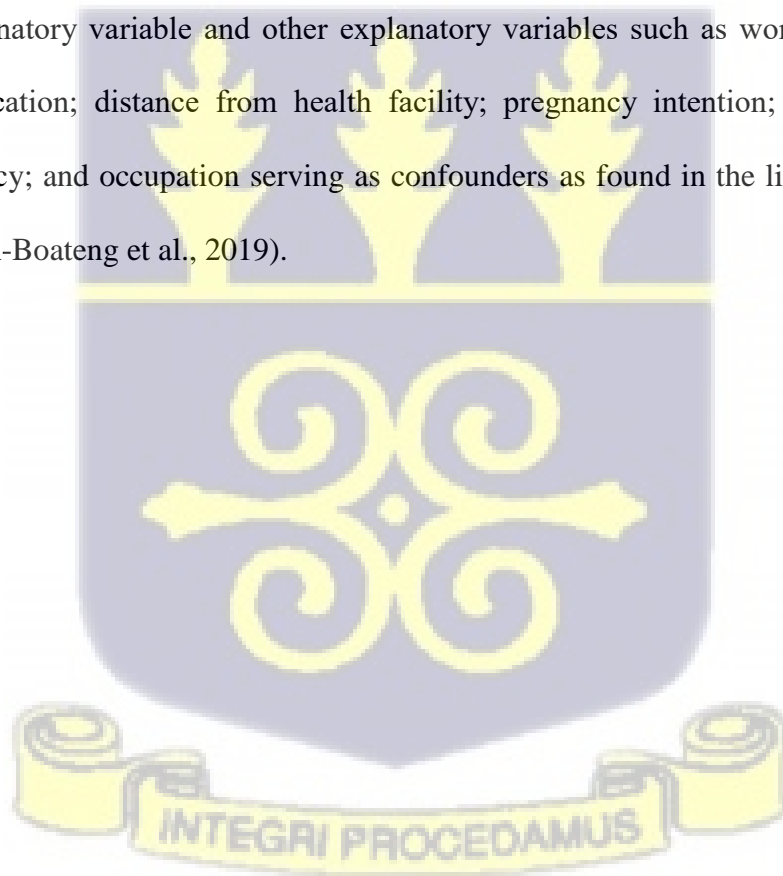 natory variable and other explanatory variables such as wor
cation; distance from health facility; pregnancy intention;
cy; and occupation serving as confounders as found in the li
-Boateng et al., 2019).
INTEGRI PROCEDAMUS